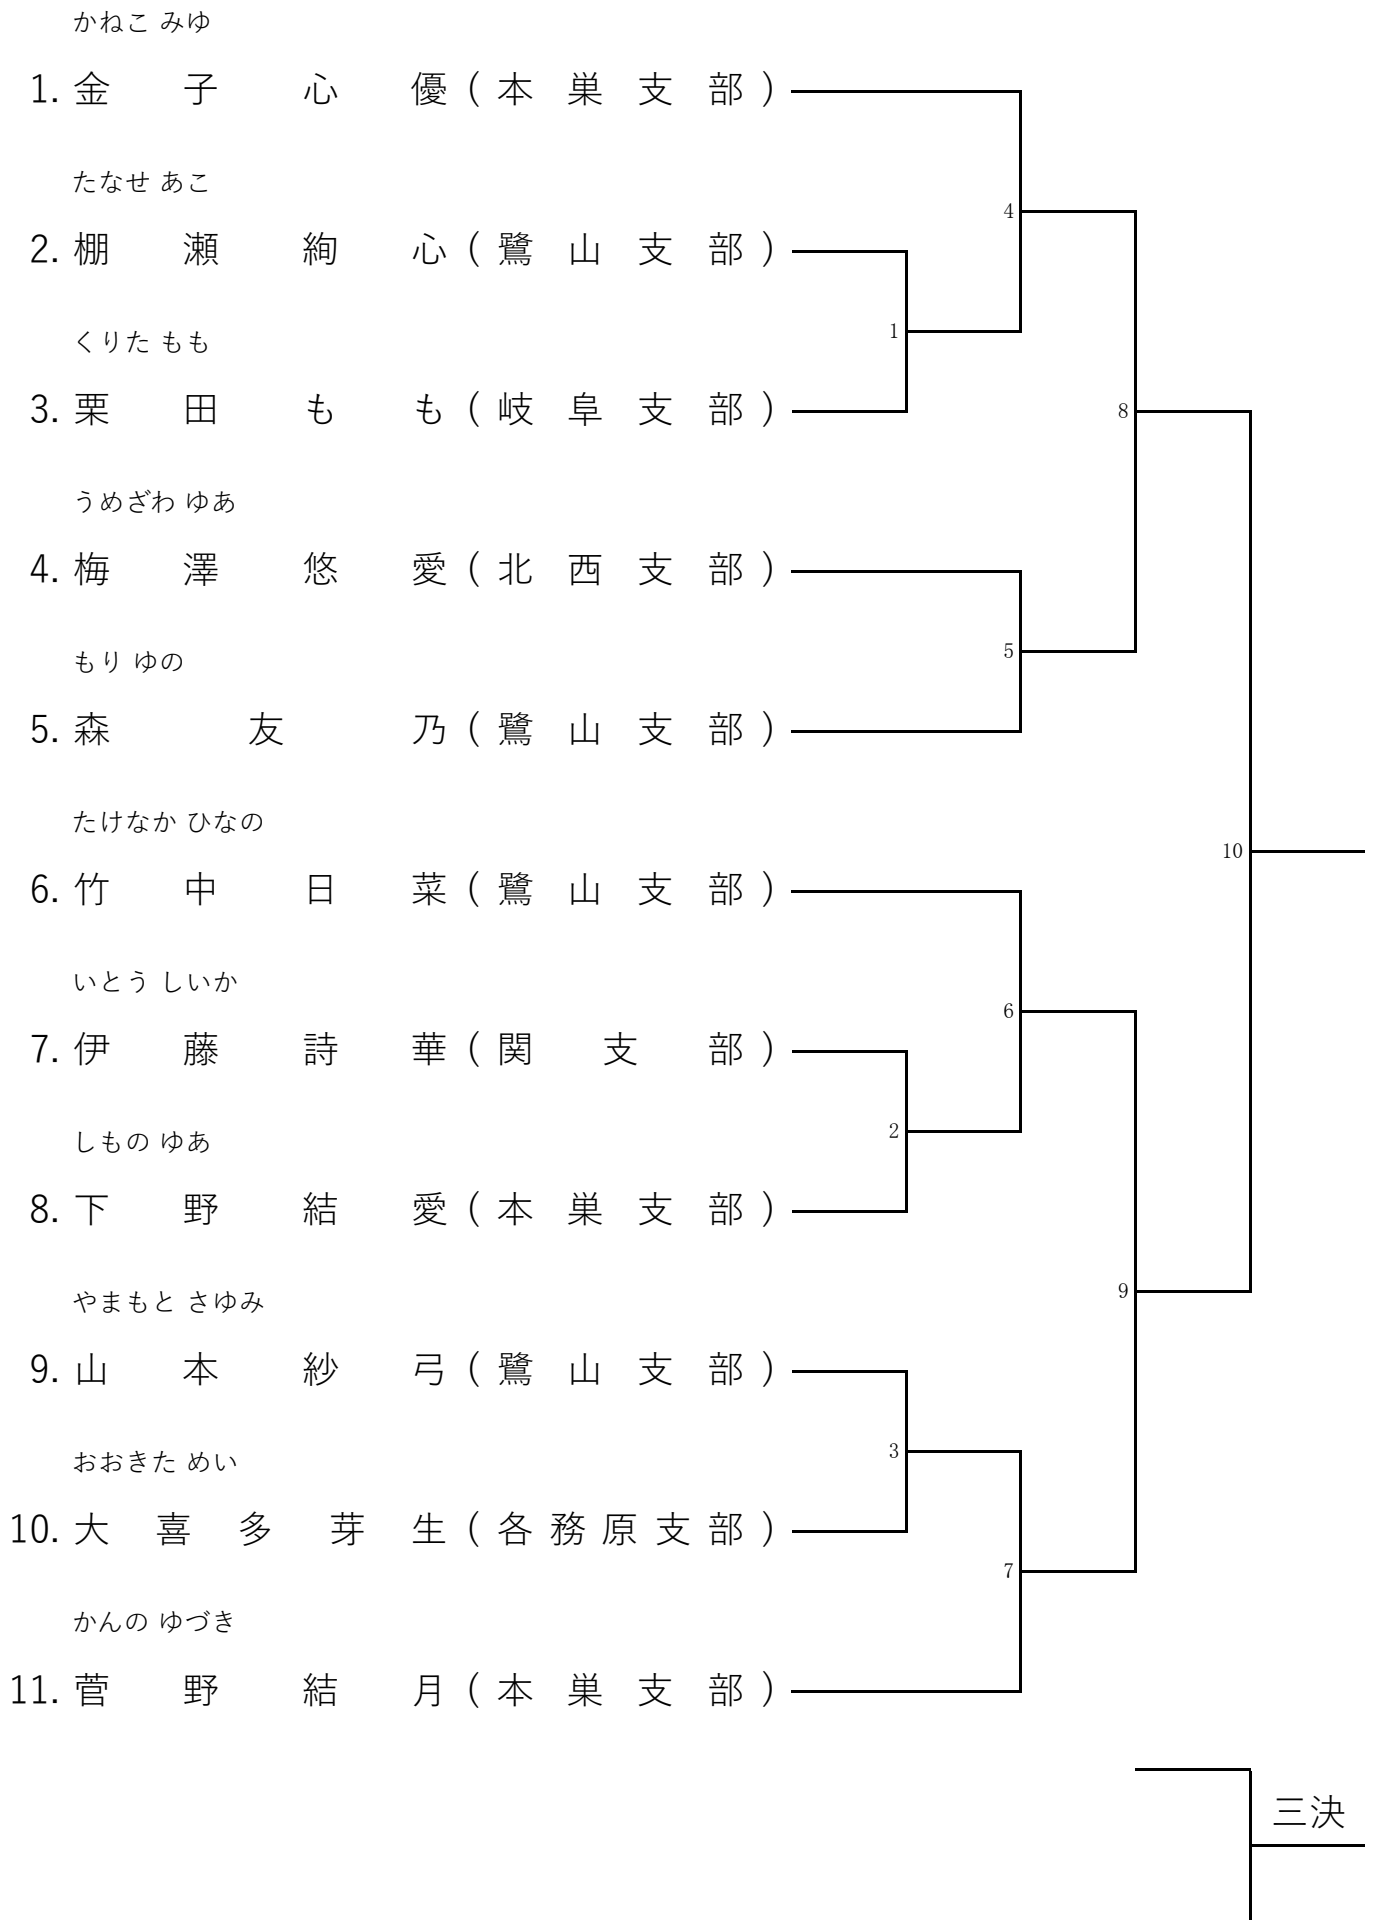 かねこ みゆ
1. 金子心優(本巣支部)
4
たなせ あこ
2. 棚瀬絢心(鷺山支部)
1
くりた もも
3. 栗田もも(岐阜支部)
8
うめざわ ゆあ
4. 梅澤悠愛(北西支部)
5
もり ゆの
5. 森友乃(鷺山支部)
たけなか ひなの
10
6. 竹中日菜(鷺山支部)
いとう しいか
6
7. 伊藤詩華(関支部)
2
しもの ゆあ
8. 下野結愛(本巣支部)
9
やまもと さゆみ
9. 山本紗弓(鷺山支部)
3
おおきた めい
10. 大喜多芽生(各務原支部)
7
かんの ゆづき
11. 菅野結月(本巣支部)
三決